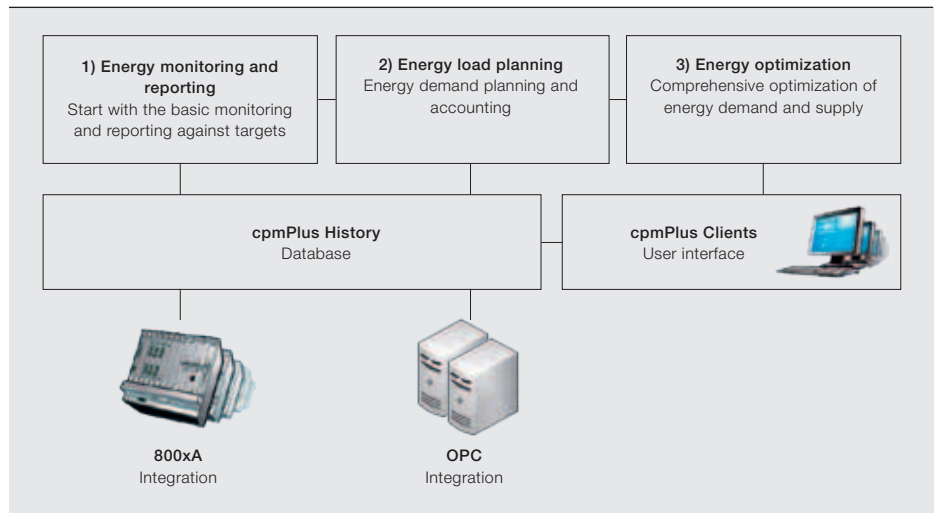 1) Energy monitoring and
reporting
Start with the basic monitoring
and reporting against targets
2) Energy load planning
Energy demand planning and
accounting
3) Energy optimization
Comprehensive optimization of
energy demand and supply
cpmPlus History
Database
cpmPlus Clients
User interface
800xA
Integration
OPC
Integration